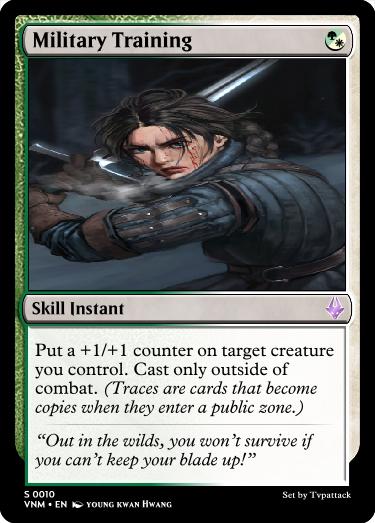 Military Training
Skill Instant
Put a +1/+1 counter on target creature
you control. Cast only outside of
combat. (Traces are cards that become
copies when they enter a public zone.)
“Out in the wilds, you won’t survive if
you can’t keep your blade up!”
S 0010
VNM • EN YOUNG KWAN HWANG
Set by Tvpattack